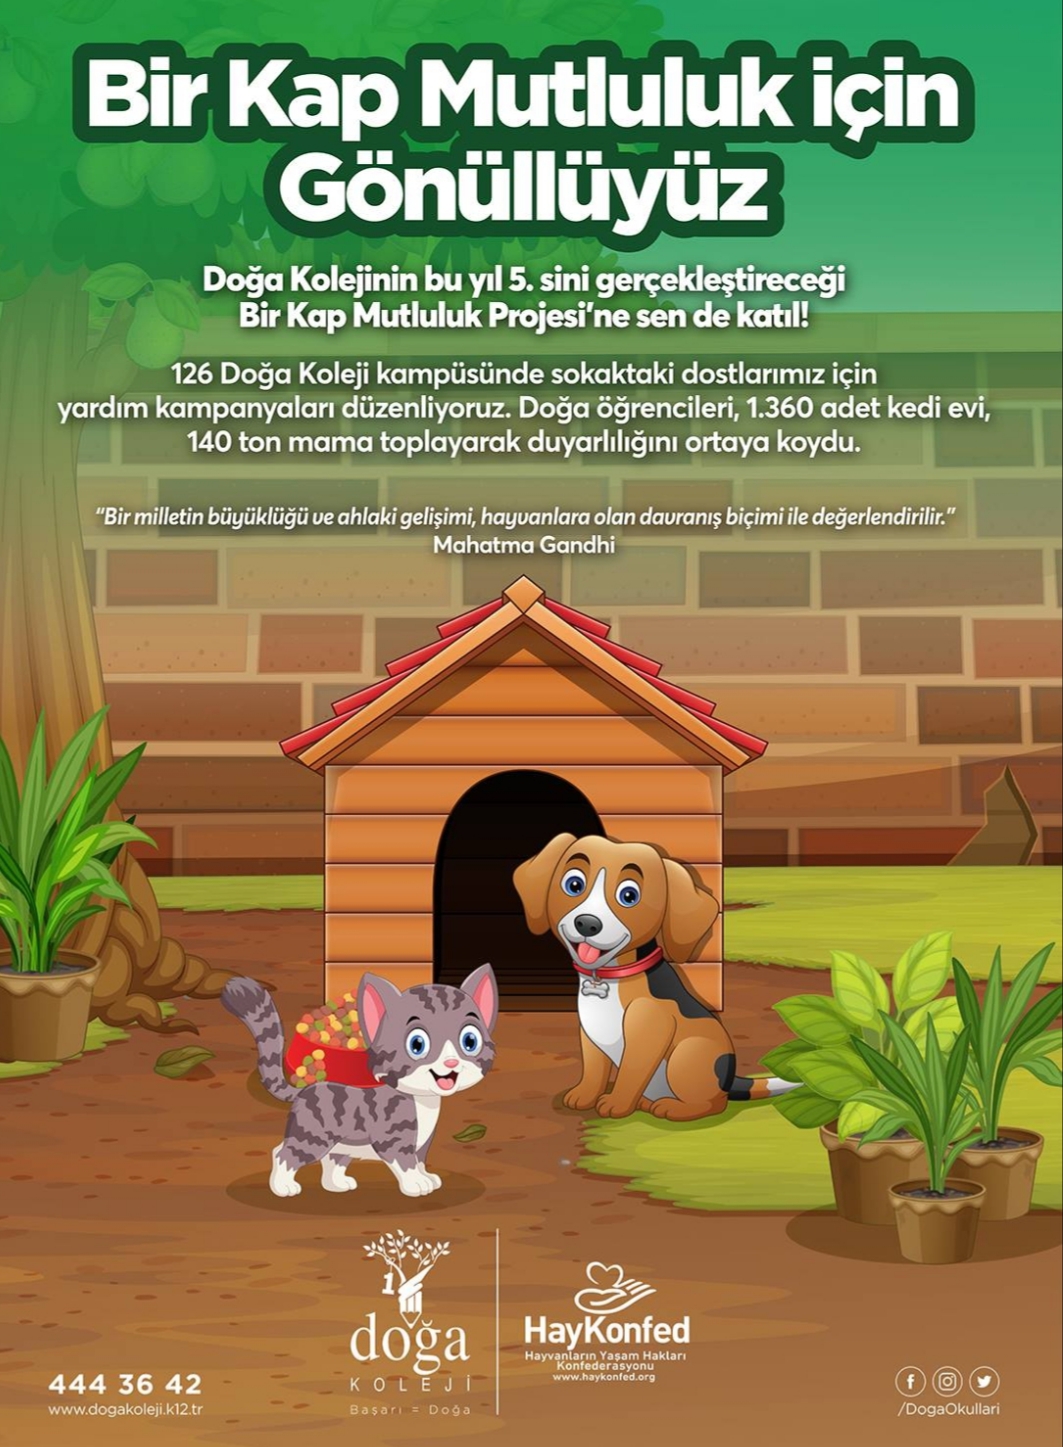 Bir Kap Mutluluk için
Gönüllüyüz
Doğa Kolejinin bu yıl 5. sini gerçekleştireceği
Bir Kap Mutluluk Projesi'ne sen de katıl!
126 Doğa Koleji kampüsünde sokaktaki dostlarımız için
yardım kampanyaları düzenliyoruz. Doğa öğrencileri, 1.360 adet kedi evi,
140 ton mama toplayarak duyarlılığını ortaya koydu.
“Bir milletin büyüklüğü ve ahlaki gelişimi, hayvanlara olan davranış biçimi ile değerlendirilir.”
Mahatma Gandhi
1
doğa
KOLEJİ
Başarı = Doğa
HayKonfed
Hayvanların Yaşam Hakları
Konfederasyonu
www.haykonfed.org
444 36 42
www.dogakoleji.k12.tr
/DogaOkullari